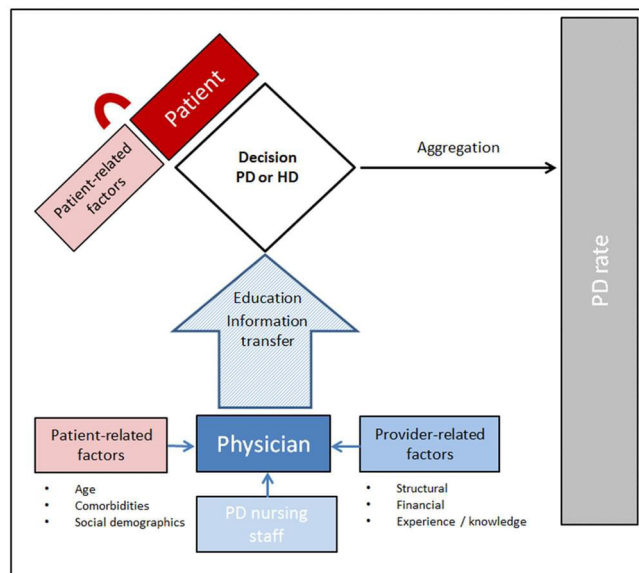 Patient
Patient-related
factors
Decision
PD or HD
Aggregation
PD rate
Education
Information
transfer
Patient-related
factors
Physician
Provider-related
factors
• Age
• Comorbidities
• Social demographics
PD nursing
staff
• Structural
• Financial
• Experience / knowledge